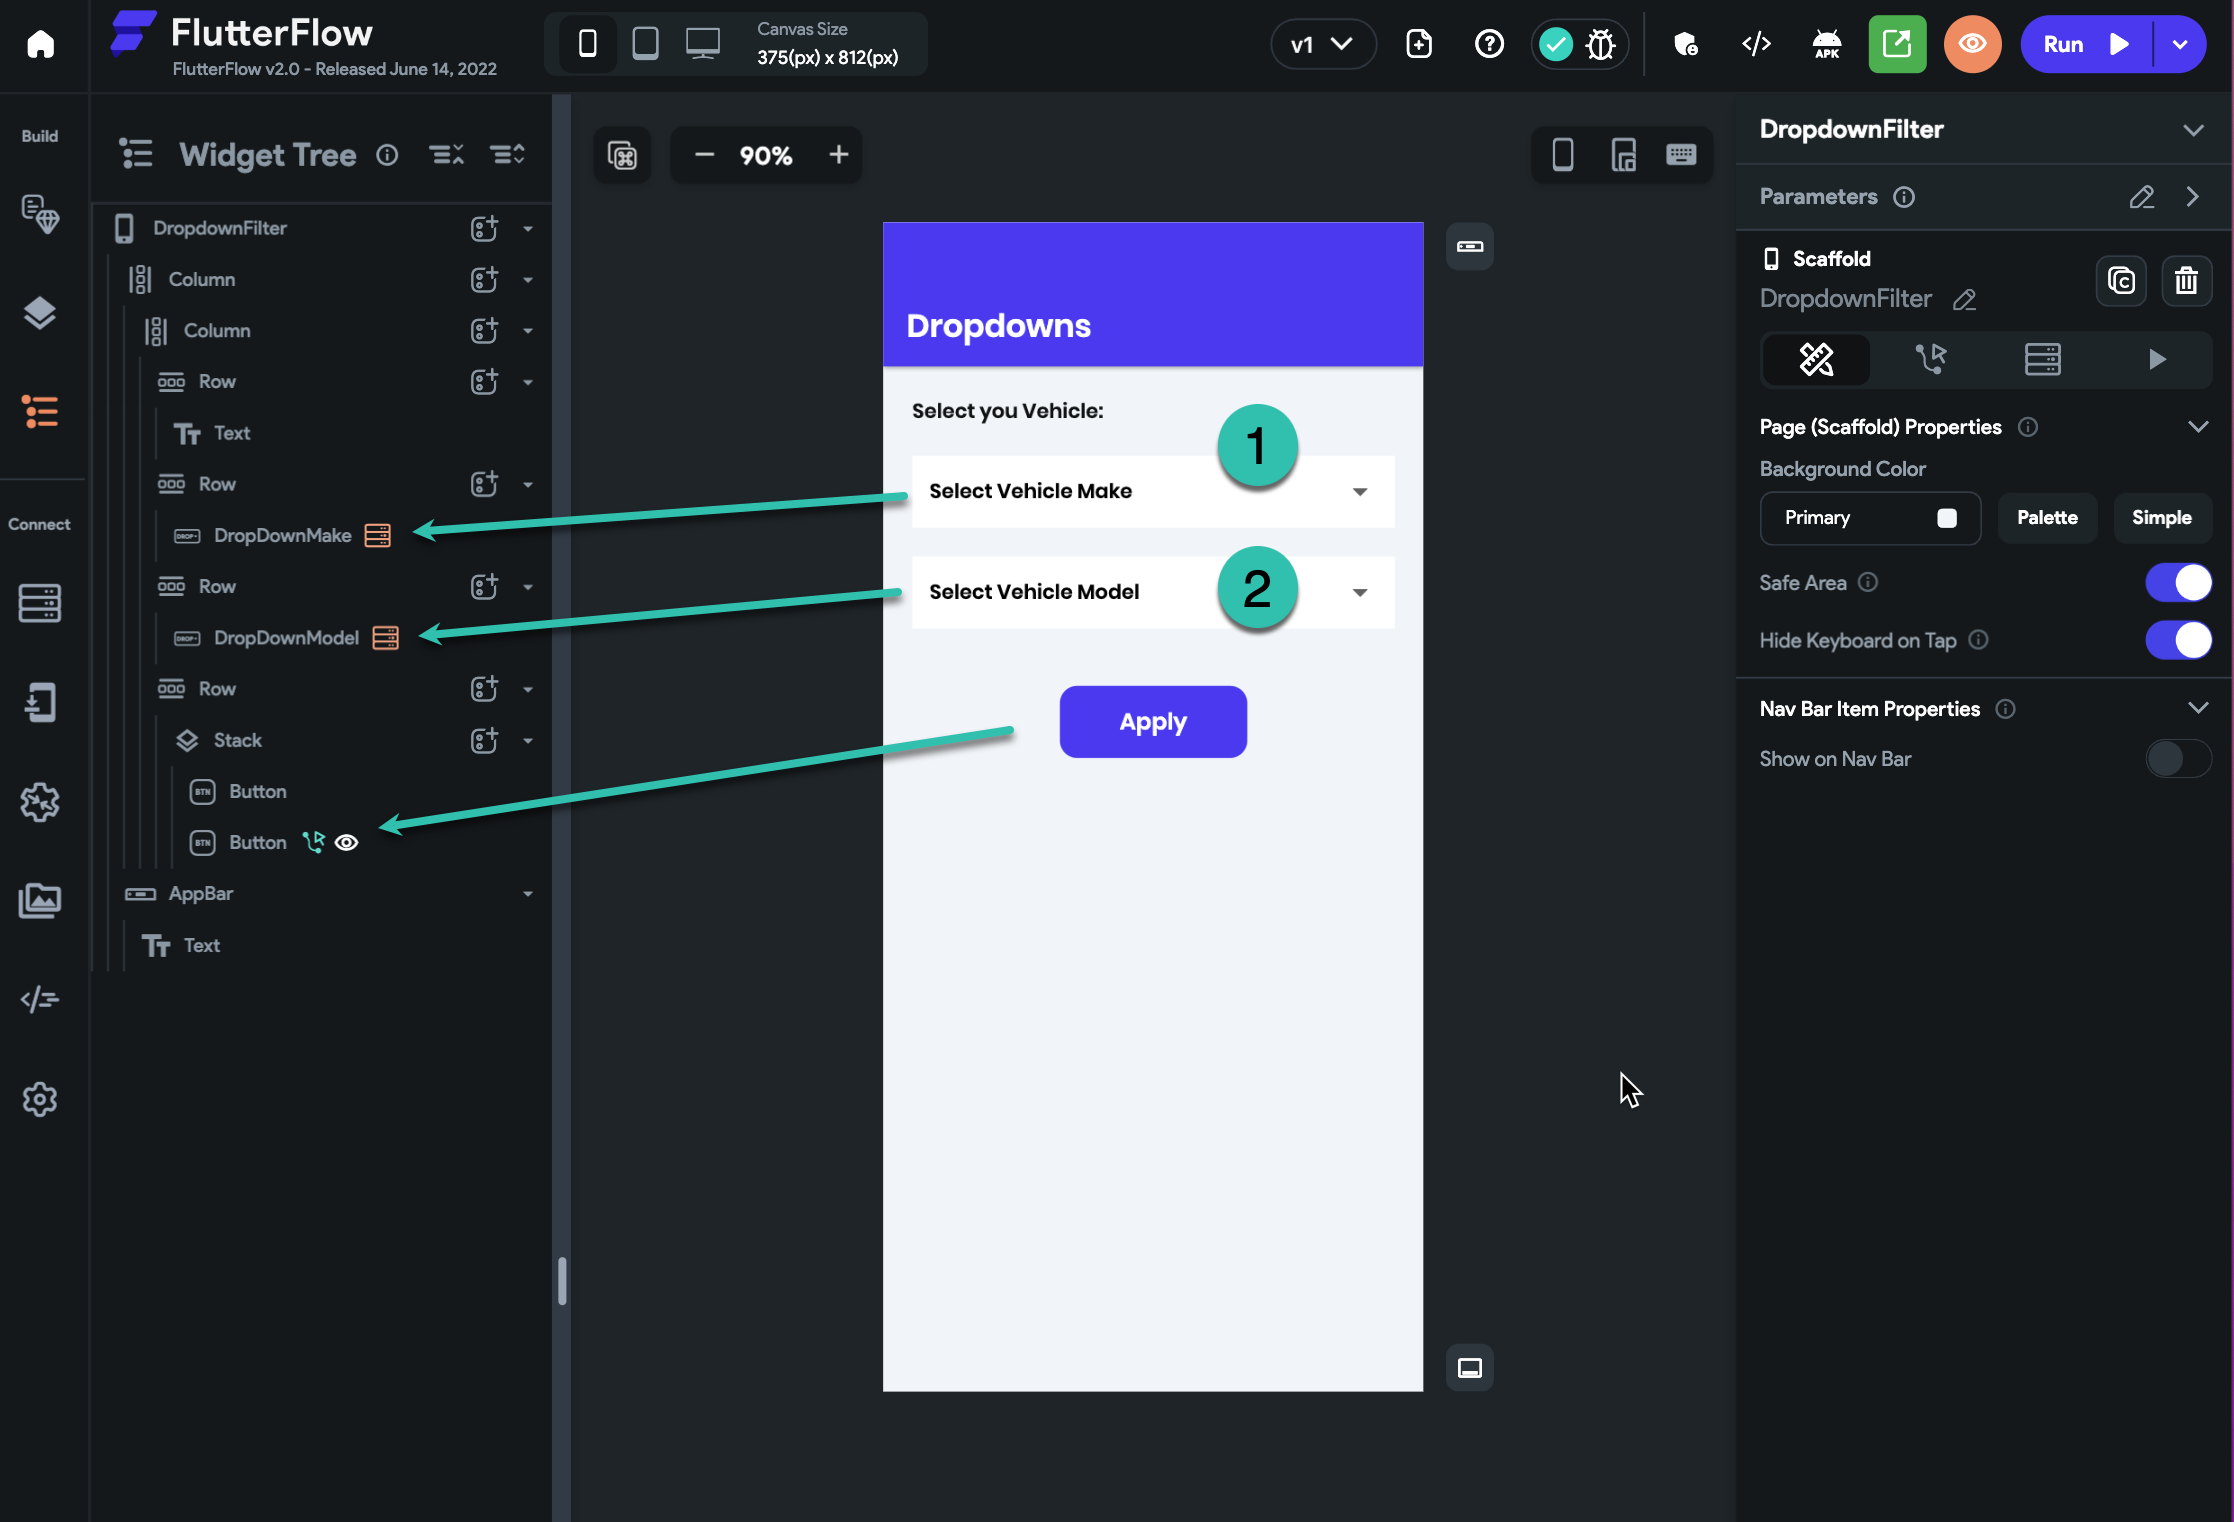 FlutterFlow
FlutterFlow v2.0 - Released June 14, 2022
Canvas Size
375(px) x 812(px)
v1
APK
Run
Build
Connect
Widget Tree
DropdownFilter
Column
Column
Row
Text
Row
DropDownMake
Row
DropDownModel
Row
Stack
BTN Button
BTN Button
AppBar
Text
90%
Dropdowns
Select you Vehicle:
1
Select Vehicle Make
2
Select Vehicle Model
Apply
DropdownFilter
Parameters
Scaffold
DropdownFilter
Page (Scaffold) Properties
Background Color
Primary
Palette
Simple
Safe Area
Hide Keyboard on Tap
Nav Bar Item Properties
Show on Nav Bar